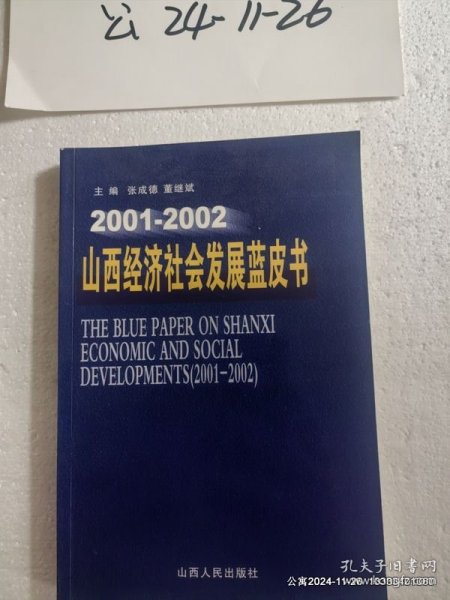 公 24-11-26
主 编 张成德 董继斌
2001-2002
山西经济社会发展蓝皮书
THE BLUE PAPER ON SHANXI
ECONOMIC AND SOCIAL
DEVELOPMENTS(2001-2002)
山西人民出版社
孔夫子旧书网